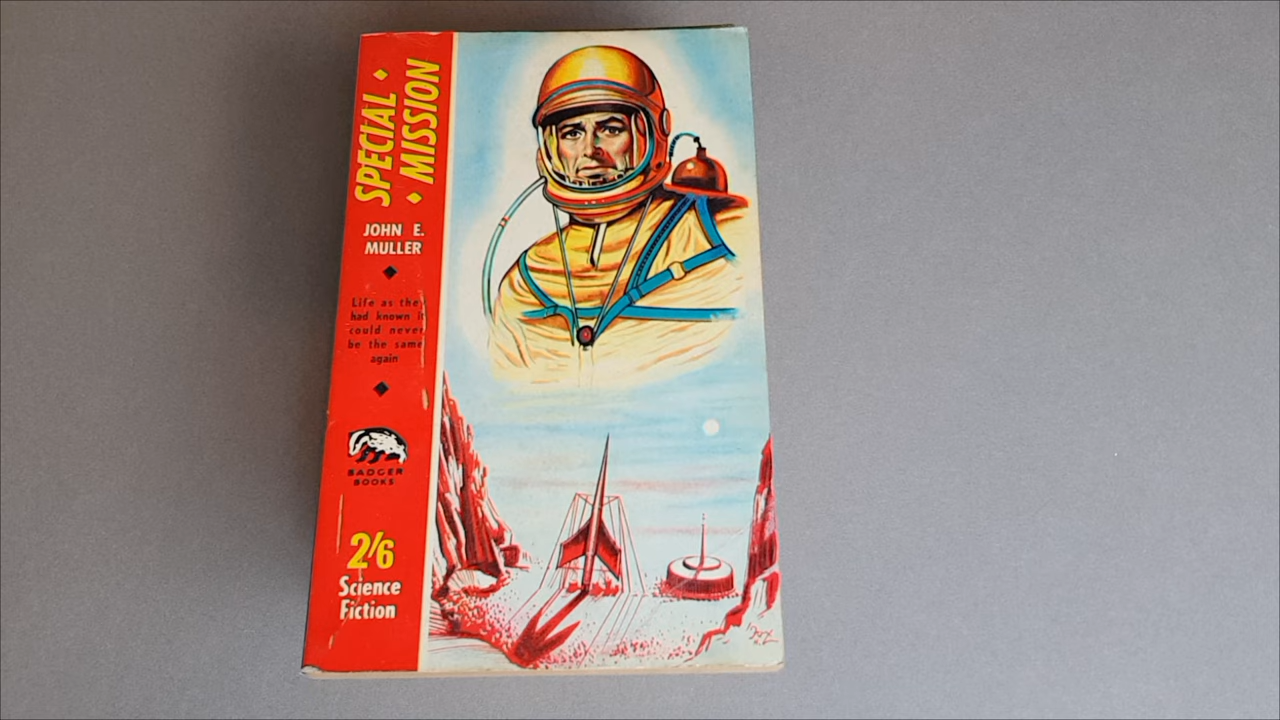 SPECIAL
MISSION
JOHN E.
MULLER
Life as they
had known it
could never
be the same
again
BADGER
BOOKS
2/6
Science
Fiction